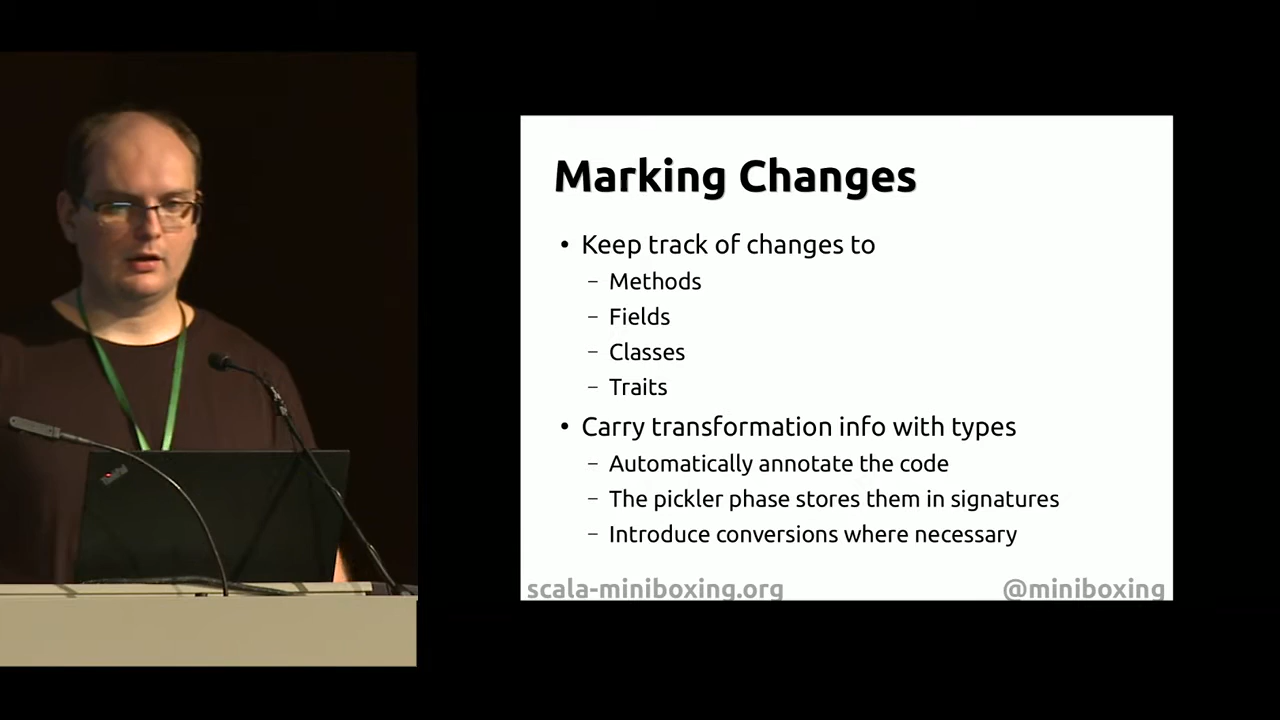 Marking Changes
• Keep track of changes to
– Methods
– Fields
– Classes
– Traits
• Carry transformation info with types
– Automatically annotate the code
– The pickler phase stores them in signatures
– Introduce conversions where necessary
scala-miniboxing.org
@miniboxing